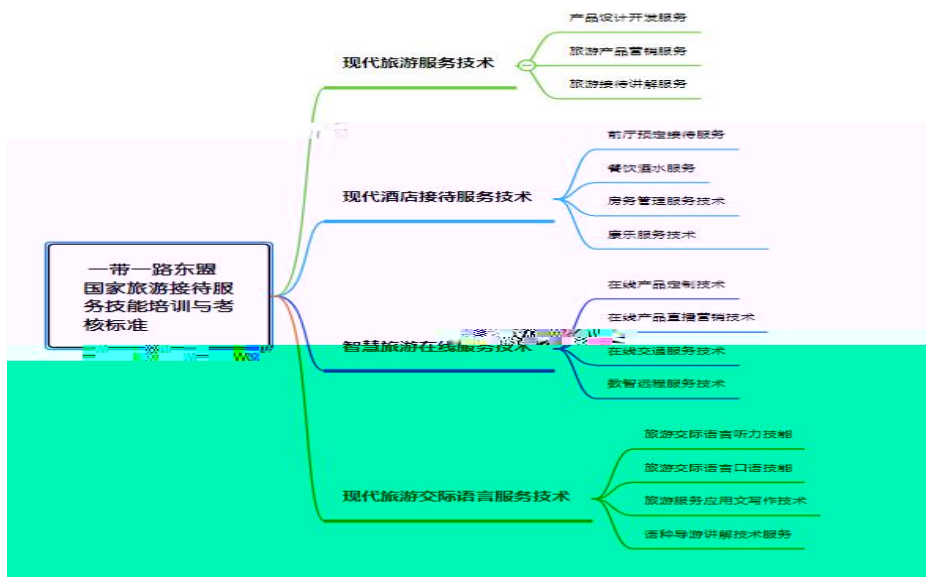 一带一路东盟
国家旅游接待服
务技能培训与考
核标准
现代旅游服务技术
产品设计开发服务
旅游产品营销服务
旅游接待讲解服务
现代酒店接待服务技术
前厅预定接待服务
餐饮酒水服务
房务管理服务技术
康乐服务技术
智慧旅游在线服务技术
在线产品定制技术
在线产品直播营销技术
在线交通服务技术
数智远程服务技术
现代旅游交际语言服务技术
旅游交际语言听力技能
旅游交际语言口语技能
旅游服务应用文写作技术
语种导游讲解技术服务